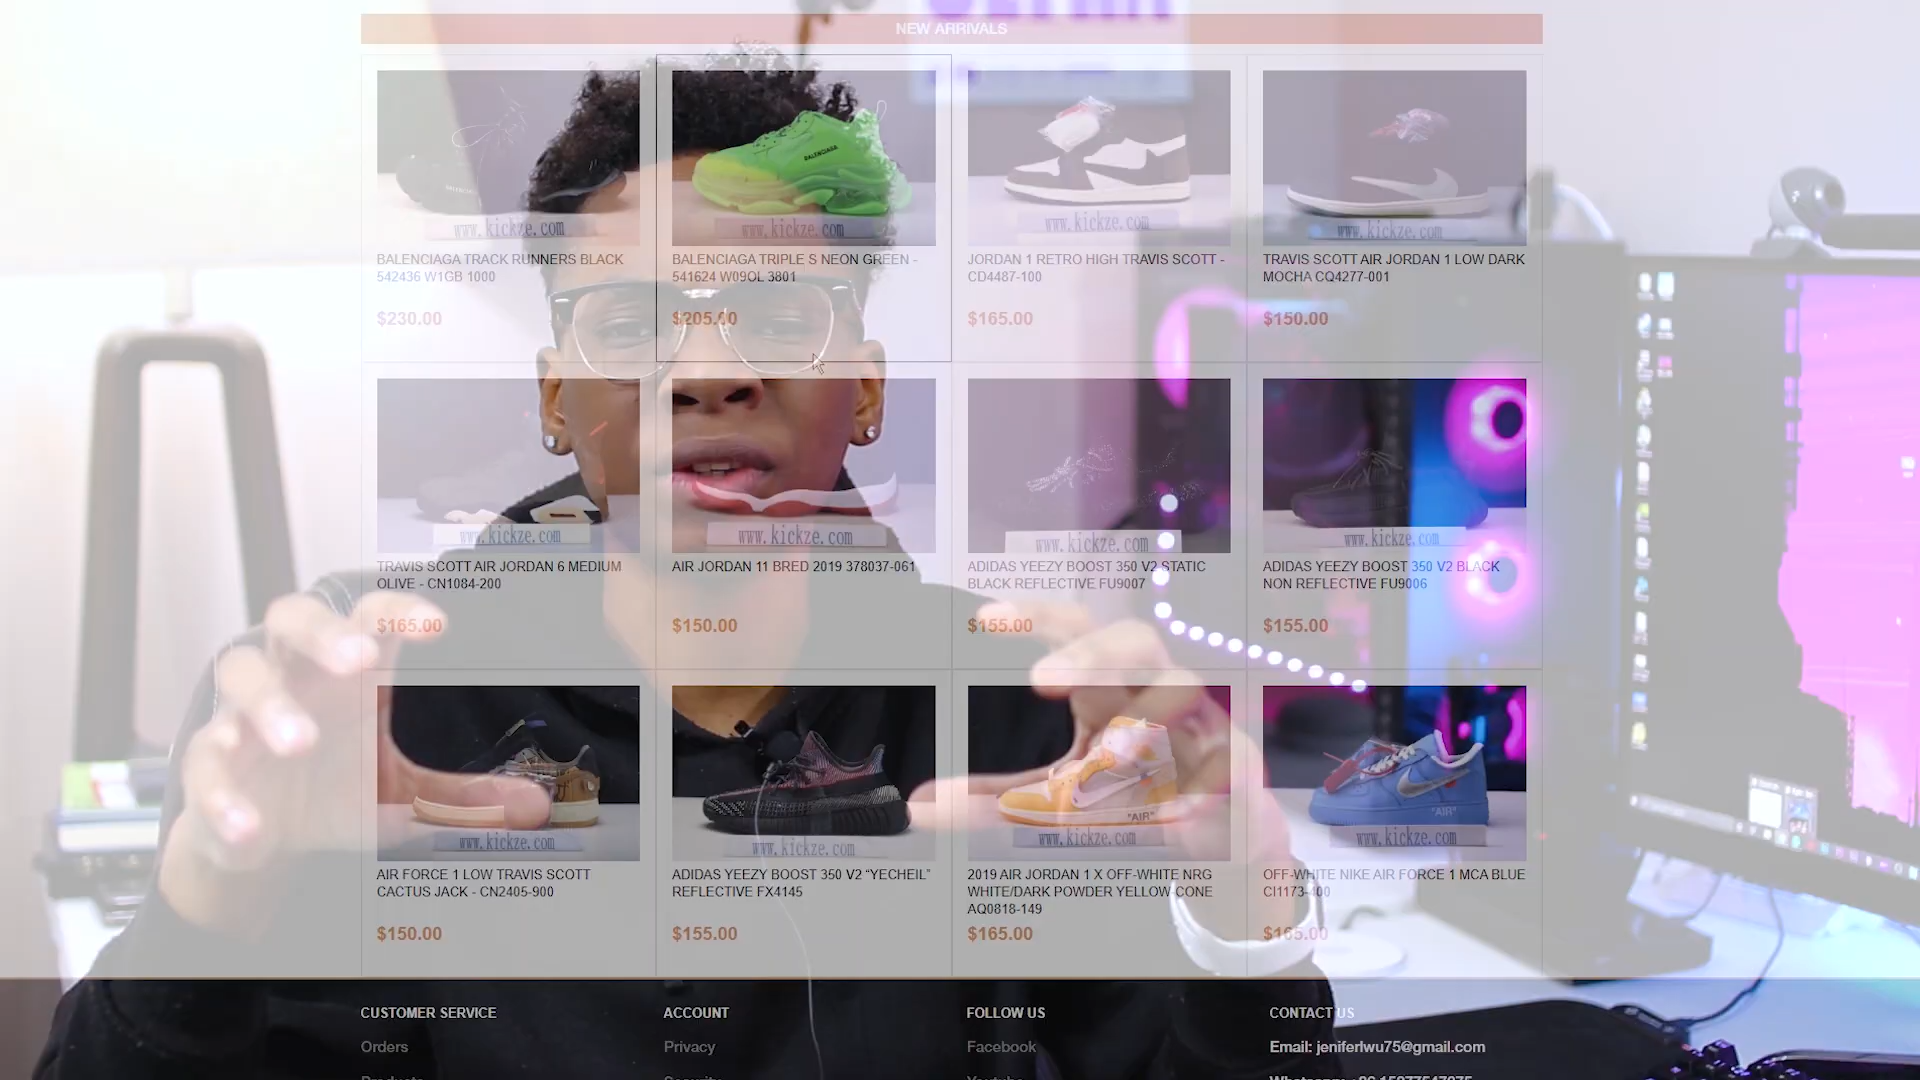 NEW ARRIVALS
BALENCIAGA
www.kickze.com
www.kickze.com
www.kickze.com
www.kickze.com
BALENCIAGA TRACK RUNNERS BLACK
542436 W1GB 1000
$230.00
BALENCIAGA TRIPLE S NEON GREEN -
541624 W09OL 3801
$205.00
JORDAN 1 RETRO HIGH TRAVIS SCOTT -
CD4487-100
$165.00
TRAVIS SCOTT AIR JORDAN 1 LOW DARK
MOCHA CQ4277-001
$150.00
www.kickze.com
www.kickze.com
www.kickze.com
www.kickze.com
TRAVIS SCOTT AIR JORDAN 6 MEDIUM
OLIVE - CN1084-200
$165.00
AIR JORDAN 11 BRED 2019 378037-061
$150.00
ADIDAS YEEZY BOOST 350 V2 STATIC
BLACK REFLECTIVE FU9007
$155.00
ADIDAS YEEZY BOOST 350 V2 BLACK
NON REFLECTIVE FU9006
$155.00
"AIR"
"AIR"
www.kickze.com
www.kickze.com
www.kickze.com
www.kickze.com
AIR FORCE 1 LOW TRAVIS SCOTT
CACTUS JACK - CN2405-900
$150.00
ADIDAS YEEZY BOOST 350 V2 “YECHEIL”
REFLECTIVE FX4145
$155.00
2019 AIR JORDAN 1 X OFF-WHITE NRG
WHITE/DARK POWDER YELLOW-CONE
AQ0818-149
$165.00
OFF-WHITE NIKE AIR FORCE 1 MCA BLUE
CI1173-400
$165.00
CUSTOMER SERVICE
Orders
ACCOUNT
Privacy
FOLLOW US
Facebook
CONTACT US
Email: jeniferlwu75@gmail.com